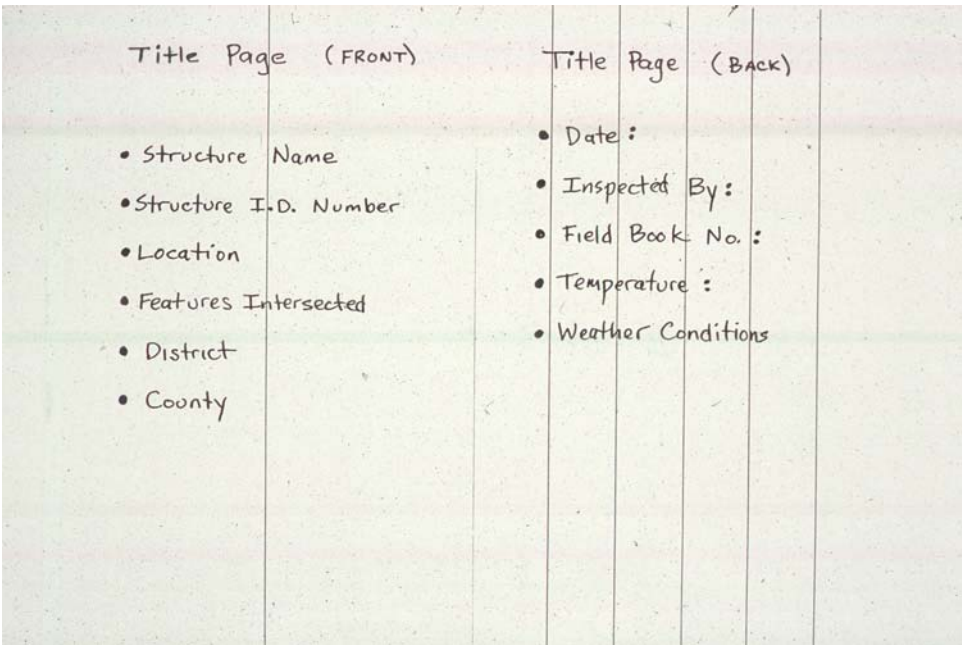 Title Page (FRONT)
• Structure Name
• Structure I.D. Number
• Location
• Features Intersected
• District
• County
Title Page (BACK)
• Date:
• Inspected By:
• Field Book No.:
• Temperature:
• Weather Conditions